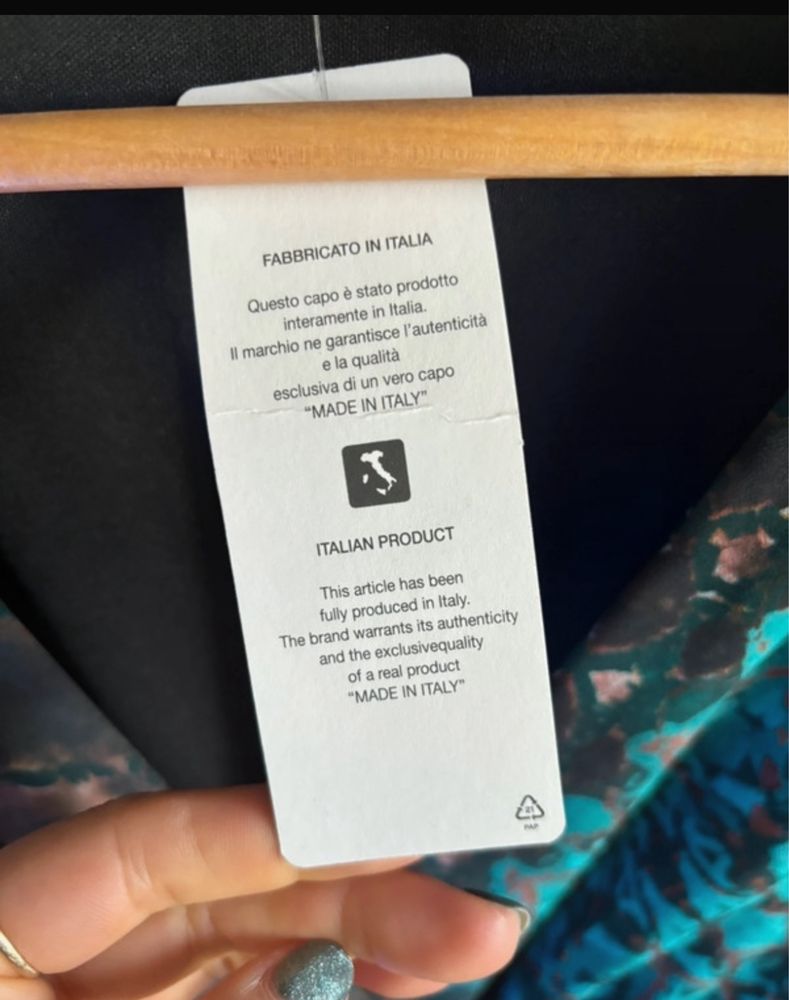 FABBRICATO IN ITALIA
Questo capo è stato prodotto
interamente in Italia.
Il marchio ne garantisce l'autenticità
e la qualità
esclusiva di un vero capo
“MADE IN ITALY”
ITALIAN PRODUCT
This article has been
fully produced in Italy.
The brand warrants its authenticity
and the exclusivequality
of a real product
“MADE IN ITALY”
21
PAP